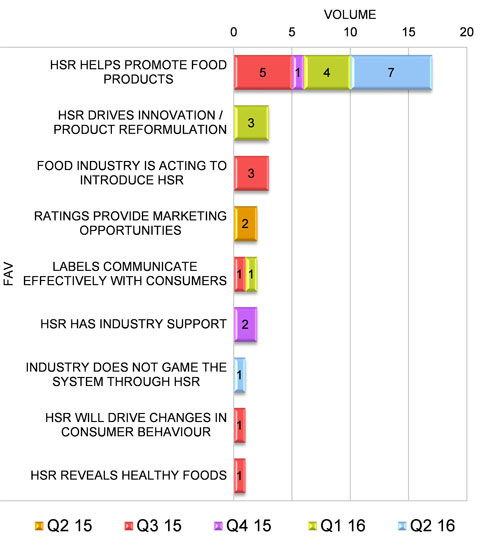 VOLUME
0 5 10 15 20
HSR HELPS PROMOTE FOOD
PRODUCTS
5 1 4 7
HSR DRIVES INNOVATION /
PRODUCT REFORMULATION
3
FOOD INDUSTRY IS ACTING TO
INTRODUCE HSR
3
RATINGS PROVIDE MARKETING
OPPORTUNITIES
2
LABELS COMMUNICATE
EFFECTIVELY WITH CONSUMERS
1 1
FAV
HSR HAS INDUSTRY SUPPORT
2
INDUSTRY DOES NOT GAME THE
SYSTEM THROUGH HSR
1
HSR WILL DRIVE CHANGES IN
CONSUMER BEHAVIOUR
1
HSR REVEALS HEALTHY FOODS
1
Q2 15 Q3 15 Q4 15 Q1 16 Q2 16